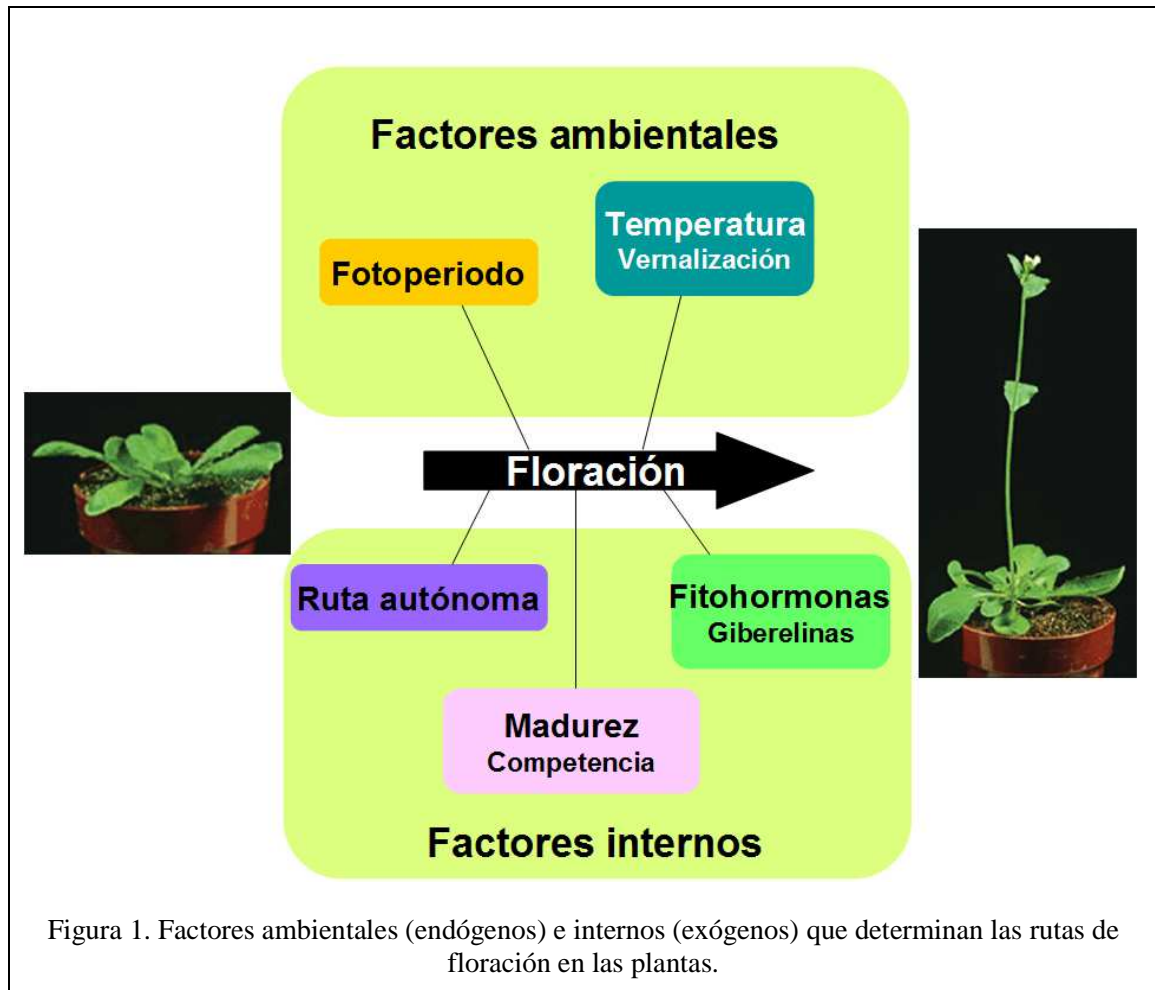 Factores ambientales
Temperatura
Vernalización
Fotoperiodo
Floración
Ruta autónoma
Fitohormonas
Giberelinas
Madurez
Competencia
Factores internos
Figura 1. Factores ambientales (endógenos) e internos (exógenos) que determinan las rutas de
floración en las plantas.